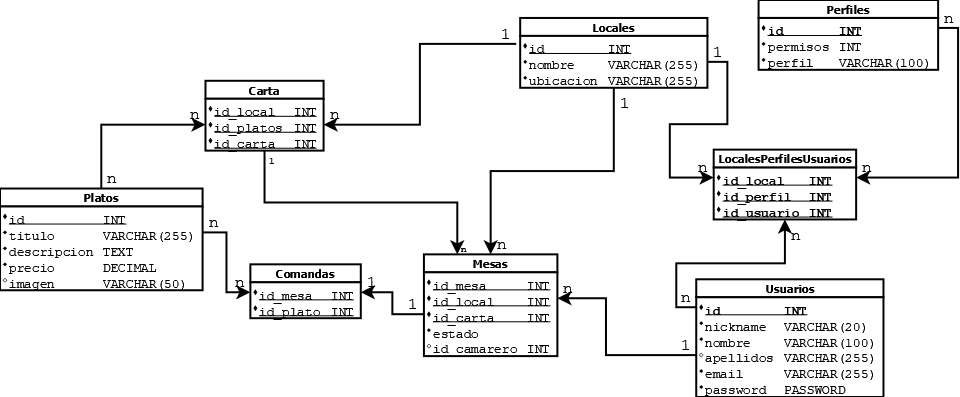 Perfiles
id INT
permisos INT
perfil VARCHAR(100)
n
Locales
id INT
nombre VARCHAR(255)
ubicacion VARCHAR(255)
1
1
1
Carta
id_local INT
id_platos INT
id_carta INT
n
n
1
LocalesPerfilesUsuarios
id_local INT
id_perfil INT
id_usuario INT
n
n
n
Platos
id INT
titulo VARCHAR(255)
descripcion TEXT
precio DECIMAL
imagen VARCHAR(50)
n
n
Comandas
id_mesa INT
id_plato INT
n
1
Mesas
id_mesa INT
id_local INT
id_carta INT
estado
id_camarero INT
n
n
n
1
Usuarios
id INT
nickname VARCHAR(20)
nombre VARCHAR(100)
apellidos VARCHAR(255)
email VARCHAR(255)
password PASSWORD
n
1